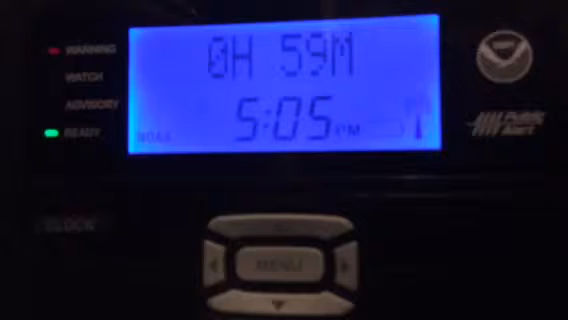 WARNING
WATCH
ADVISORY
READY
0H 59M
5:05 PM
NOAA
Public Alert
CLOCK
MENU